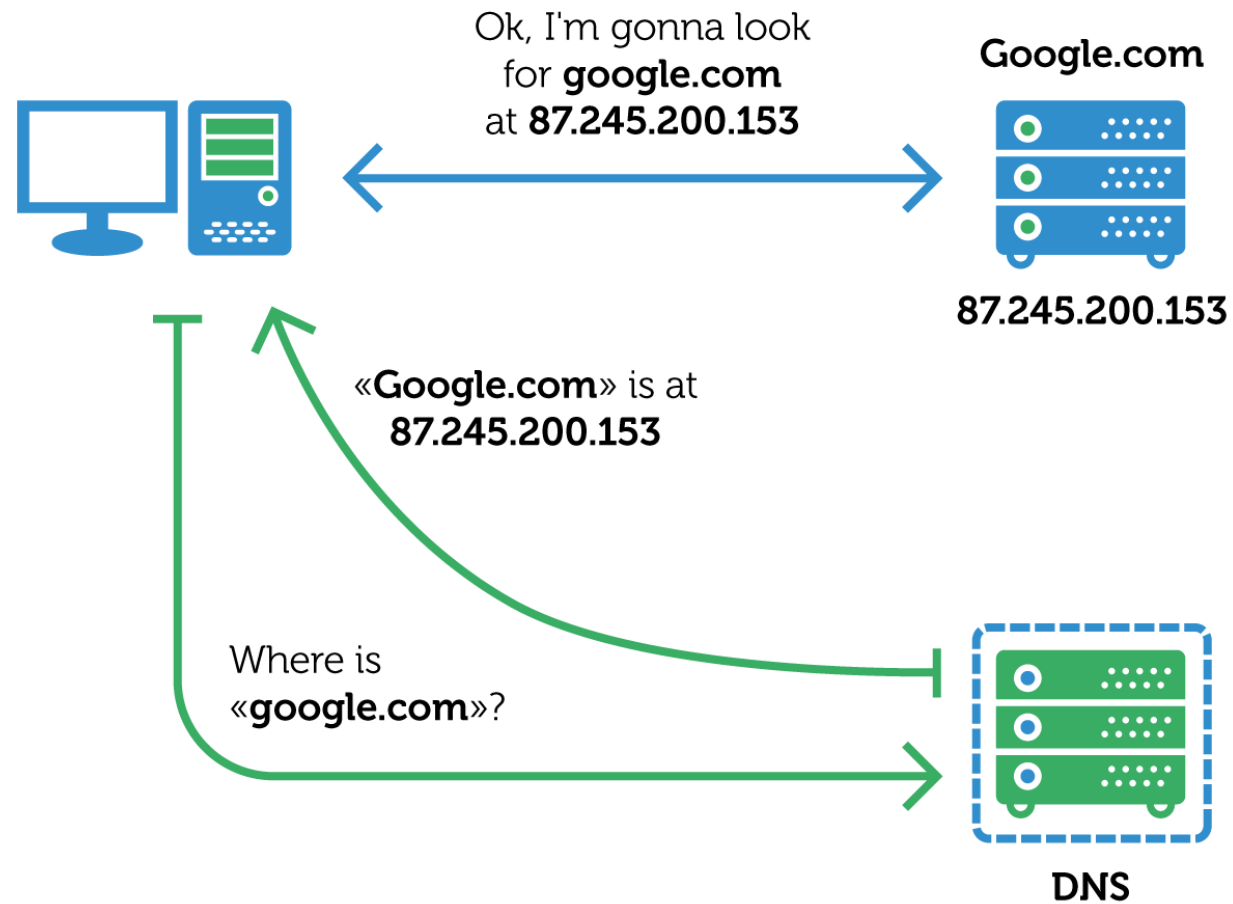 Ok, I'm gonna look
for google.com
at 87.245.200.153
Google.com
87.245.200.153
«Google.com» is at
87.245.200.153
Where is
«google.com»?
DNS